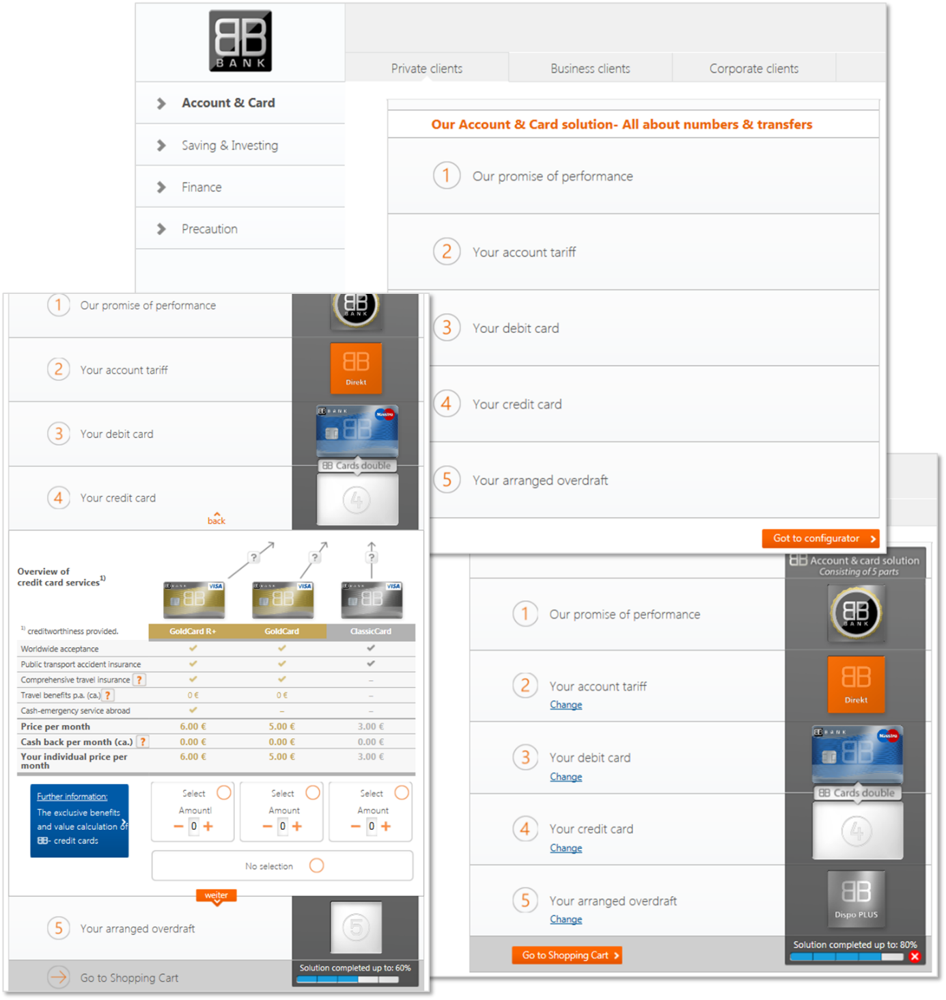 BB
BANK
Private clients
Business clients
Corporate clients
Account & Card
Saving & Investing
Finance
Precaution
Our Account & Card solution- All about numbers & transfers
1 Our promise of performance
2 Your account tariff
3 Your debit card
4 Your credit card
5 Your arranged overdraft
Got to configurator
1 Our promise of performance
BB
BANK
2 Your account tariff
BB
Direkt
3 Your debit card
BB BANK
Maestro
BB
BB Cards double
4 Your credit card
4
back
Overview of
credit card services1)
? ? ?
BB BANK VISA
BB
BB BANK VISA
BB
BB BANK VISA
BB
1) creditworthiness provided.
GoldCard R+ GoldCard ClassicCard
Worldwide acceptance
Public transport accident insurance
Comprehensive travel insurance ? –
Travel benefits p.a. (ca.) ? 0 € 0 € –
Cash-emergency service abroad – –
Price per month 6.00 € 5.00 € 3.00 €
Cash back per month (ca.) ? 0.00 € 0.00 € 0.00 €
Your individual price per 6.00 € 5.00 € 3.00 €
month
Further information:
The exclusive benefits
and value calculation of
BB- credit cards
Select Select Select
Amountl Amount Amount
− 0 + − 0 + − 0 +
No selection
weiter
5 Your arranged overdraft
5
Go to Shopping Cart
Solution completed up to: 60%
BB Account & card solution
Consisting of 5 parts
1 Our promise of performance
BB
BANK
2 Your account tariff
Change
BB
Direkt
3 Your debit card
Change
BB BANK
Maestro
BB
BB Cards double
4 Your credit card
Change
4
5 Your arranged overdraft
Change
BB
Dispo PLUS
Go to Shopping Cart
Solution completed up to: 80%